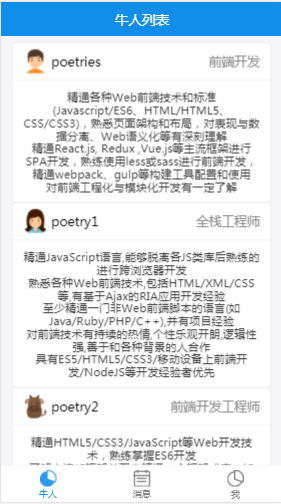 牛人列表
poetries 前端开发
精通各种Web前端技术和标准
(Javascript/ES6、HTML/HTML5、
CSS/CSS3)，熟悉页面架构和布局，对表现与数
据分离、Web语义化等有深刻理解
精通React.js, Redux ,Vue.js等主流框架进行
SPA开发，熟练使用less或sass进行前端开发，
精通webpack、gulp等构建工具配置和使用
对前端工程化与模块化开发有一定了解
poetry1 全栈工程师
精通JavaScript语言,能够脱离各JS类库后熟练的
进行跨浏览器开发
熟悉各种Web前端技术,包括HTML/XML/CSS
等,有基于Ajax的RIA应用开发经验
至少精通一门非Web前端脚本的语言(如
Java/Ruby/PHP/C++),并有项目经验
对前端技术有持续的热情,个性乐观开朗,逻辑性
强,善于和各种背景的人合作
具有ES5/HTML5/CSS3/移动设备上前端开
发/NodeJS等开发经验者优先
poetry2 前端开发工程师
精通HTML5/CSS3/JavaScript等Web开发技
术，熟练掌握ES6开发
牛人 消息 我